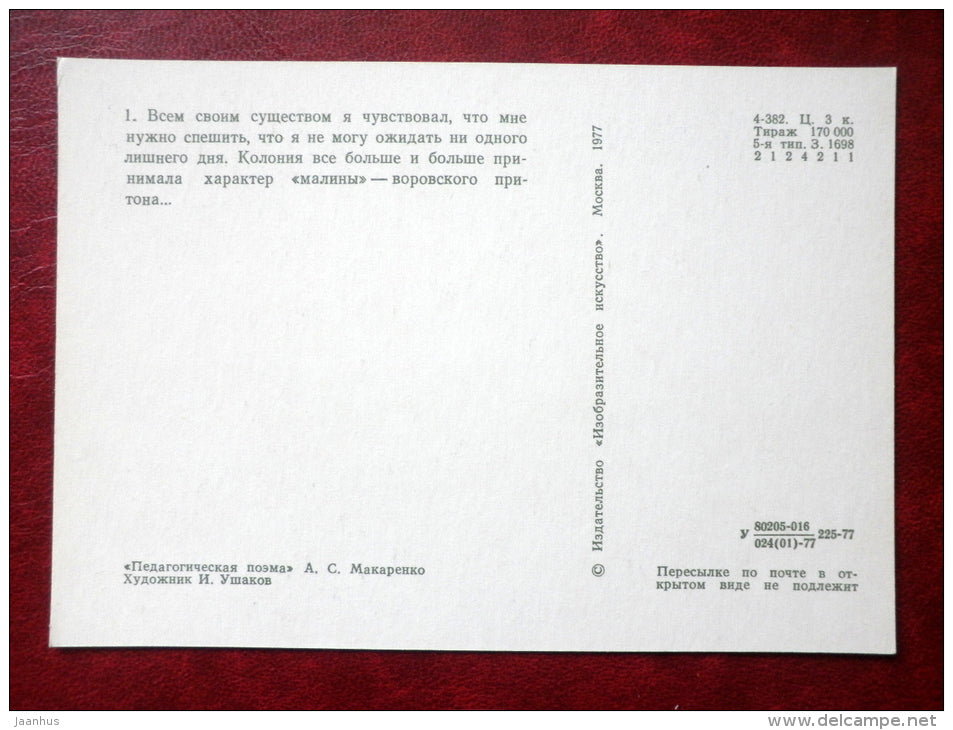 1. Всем своим существом я чувствовал, что мне
нужно спешить, что я не могу ожидать ни одного
лишнего дня. Колония все больше и больше при-
нимала характер «малины» — воровского при-
тона...
«Педагогическая поэма» А. С. Макаренко
Художник И. Ушаков
© Издательство «Изобразительное искусство». Москва. 1977
4-382. Ц. 3 к.
Тираж 170 000
5-я тип. З. 1698
2 1 2 4 2 1 1
У 80205-016
024(01)-77 225-77
Пересылке по почте в от-
крытом виде не подлежит
jaanhus
www.delcampe.net